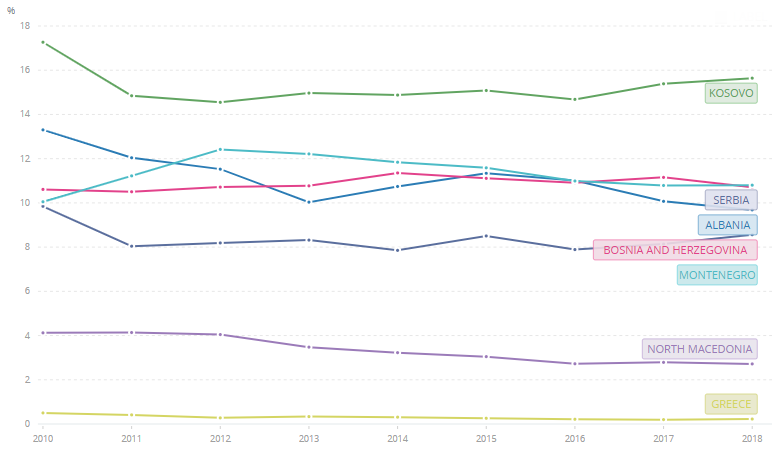 %
18
16
14
12
10
8
6
4
2
0
KOSOVO
SERBIA
ALBANIA
BOSNIA AND HERZEGOVINA
MONTENEGRO
NORTH MACEDONIA
GREECE
2010 2011 2012 2013 2014 2015 2016 2017 2018